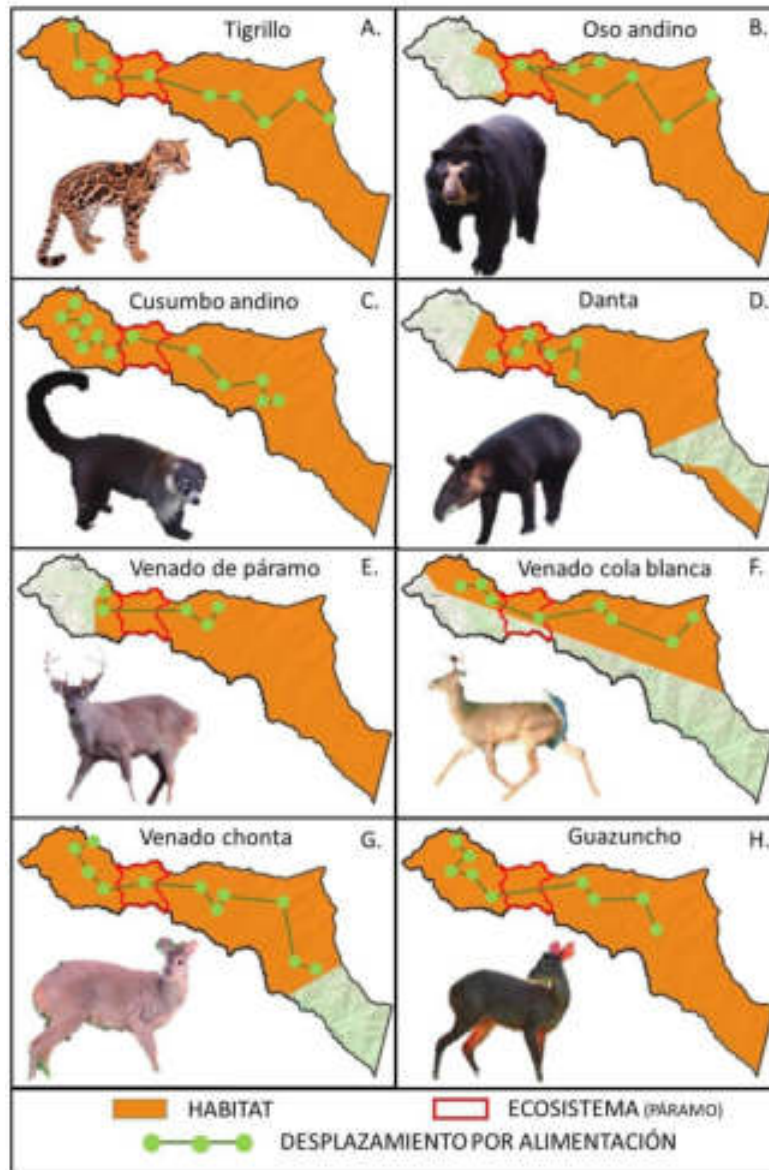 Tigrillo A.
Oso andino B.
Cusumbo andino C.
Danta D.
Venado de páramo E.
Venado cola blanca F.
Venado chonta G.
Guazuncho H.
HABITAT
ECOSISTEMA (PÁRAMO)
DESPLAZAMIENTO POR ALIMENTACIÓN